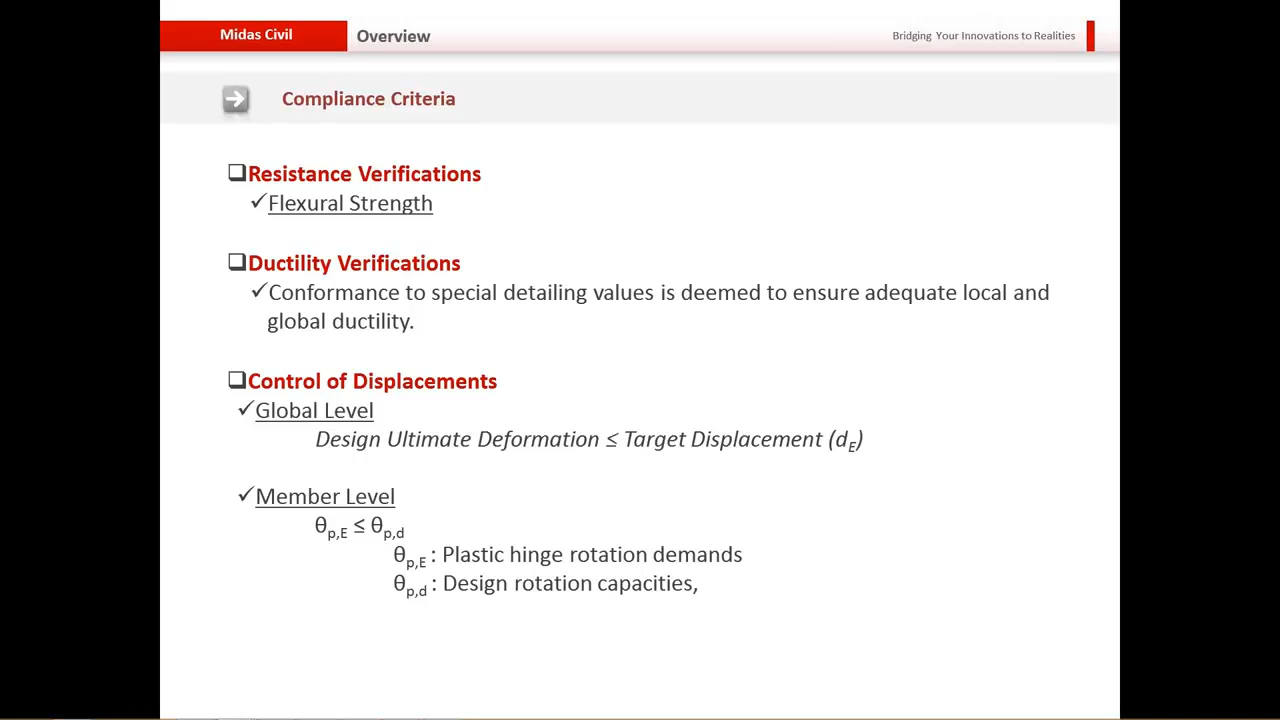 Midas Civil
Overview
Bridging Your Innovations to Realities
Compliance Criteria
❑Resistance Verifications
✓Flexural Strength
❑Ductility Verifications
✓Conformance to special detailing values is deemed to ensure adequate local and
global ductility.
❑Control of Displacements
✓Global Level
Design Ultimate Deformation ≤ Target Displacement (dE)
✓Member Level
θp,E ≤ θp,d
θp,E : Plastic hinge rotation demands
θp,d : Design rotation capacities,